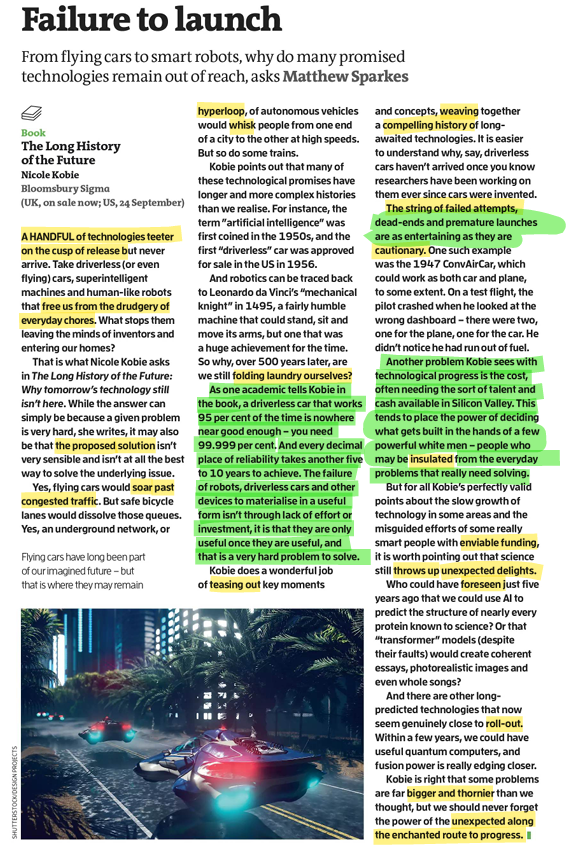 Failure to launch
From flying cars to smart robots, why do many promised
technologies remain out of reach, asks Matthew Sparkes
Book
The Long History
of the Future
Nicole Kobie
Bloomsbury Sigma
(UK, on sale now; US, 24 September)
A HANDFUL of technologies teeter
on the cusp of release but never
arrive. Take driverless (or even
flying) cars, superintelligent
machines and human-like robots
that free us from the drudgery of
everyday chores. What stops them
leaving the minds of inventors and
entering our homes?
That is what Nicole Kobie asks
in The Long History of the Future:
Why tomorrow's technology still
isn't here. While the answer can
simply be because a given problem
is very hard, she writes, it may also
be that the proposed solution isn't
very sensible and isn't at all the best
way to solve the underlying issue.
Yes, flying cars would soar past
congested traffic. But safe bicycle
lanes would dissolve those queues.
Yes, an underground network, or
Flying cars have long been part
of our imagined future – but
that is where they may remain
hyperloop, of autonomous vehicles
would whisk people from one end
of a city to the other at high speeds.
But so do some trains.
Kobie points out that many of
these technological promises have
longer and more complex histories
than we realise. For instance, the
term "artificial intelligence" was
first coined in the 1950s, and the
first "driverless" car was approved
for sale in the US in 1956.
And robotics can be traced back
to Leonardo da Vinci's "mechanical
knight" in 1495, a fairly humble
machine that could stand, sit and
move its arms, but one that was
a huge achievement for the time.
So why, over 500 years later, are
we still folding laundry ourselves?
As one academic tells Kobie in
the book, a driverless car that works
95 per cent of the time is nowhere
near good enough – you need
99.999 per cent. And every decimal
place of reliability takes another five
to 10 years to achieve. The failure
of robots, driverless cars and other
devices to materialise in a useful
form isn't through lack of effort or
investment, it is that they are only
useful once they are useful, and
that is a very hard problem to solve.
Kobie does a wonderful job
of teasing out key moments
and concepts, weaving together
a compelling history of long-
awaited technologies. It is easier
to understand why, say, driverless
cars haven't arrived once you know
researchers have been working on
them ever since cars were invented.
The string of failed attempts,
dead-ends and premature launches
are as entertaining as they are
cautionary. One such example
was the 1947 ConvAirCar, which
could work as both car and plane,
to some extent. On a test flight, the
pilot crashed when he looked at the
wrong dashboard – there were two,
one for the plane, one for the car. He
didn't notice he had run out of fuel.
Another problem Kobie sees with
technological progress is the cost,
often needing the sort of talent and
cash available in Silicon Valley. This
tends to place the power of deciding
what gets built in the hands of a few
powerful white men – people who
may be insulated from the everyday
problems that really need solving.
But for all Kobie's perfectly valid
points about the slow growth of
technology in some areas and the
misguided efforts of some really
smart people with enviable funding,
it is worth pointing out that science
still throws up unexpected delights.
Who could have foreseen just five
years ago that we could use AI to
predict the structure of nearly every
protein known to science? Or that
"transformer" models (despite
their faults) would create coherent
essays, photorealistic images and
even whole songs?
And there are other long-
predicted technologies that now
seem genuinely close to roll-out.
Within a few years, we could have
useful quantum computers, and
fusion power is really edging closer.
Kobie is right that some problems
are far bigger and thornier than we
thought, but we should never forget
the power of the unexpected along
the enchanted route to progress.
SHUTTERSTOCK/DESIGN PROJECTS